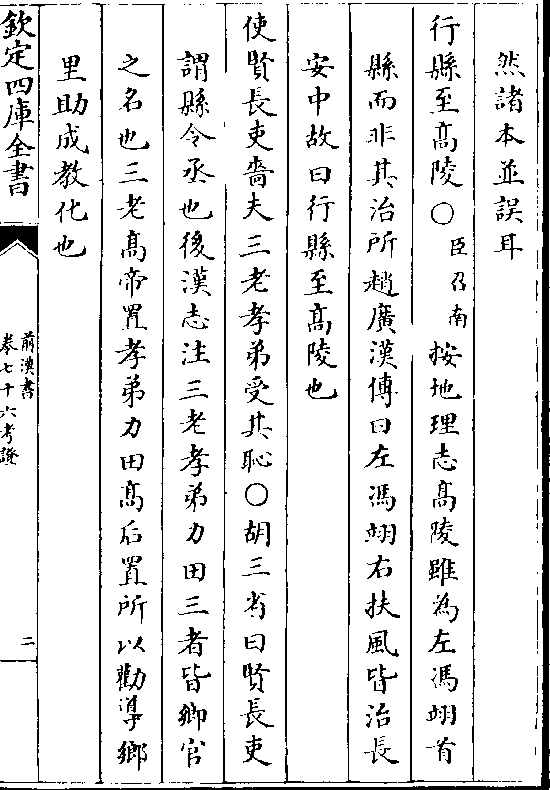 然諸本並誤耳
行縣至髙陵○臣召南按地理志髙陵雖為左馮翊首
縣而非其治所趙廣漢傳曰左馮翊右扶風皆治長
安中故曰行縣至髙陵也
使賢長吏嗇夫三老孝弟受其恥○胡三省曰賢長吏
謂縣令丞也後漢志注三老孝弟力田三者皆鄉官
之名也三老髙帝置孝弟力田髙后置所以勸導鄉
里助成教化也
欽定四庫全書
前漢書
卷七十六考證
二